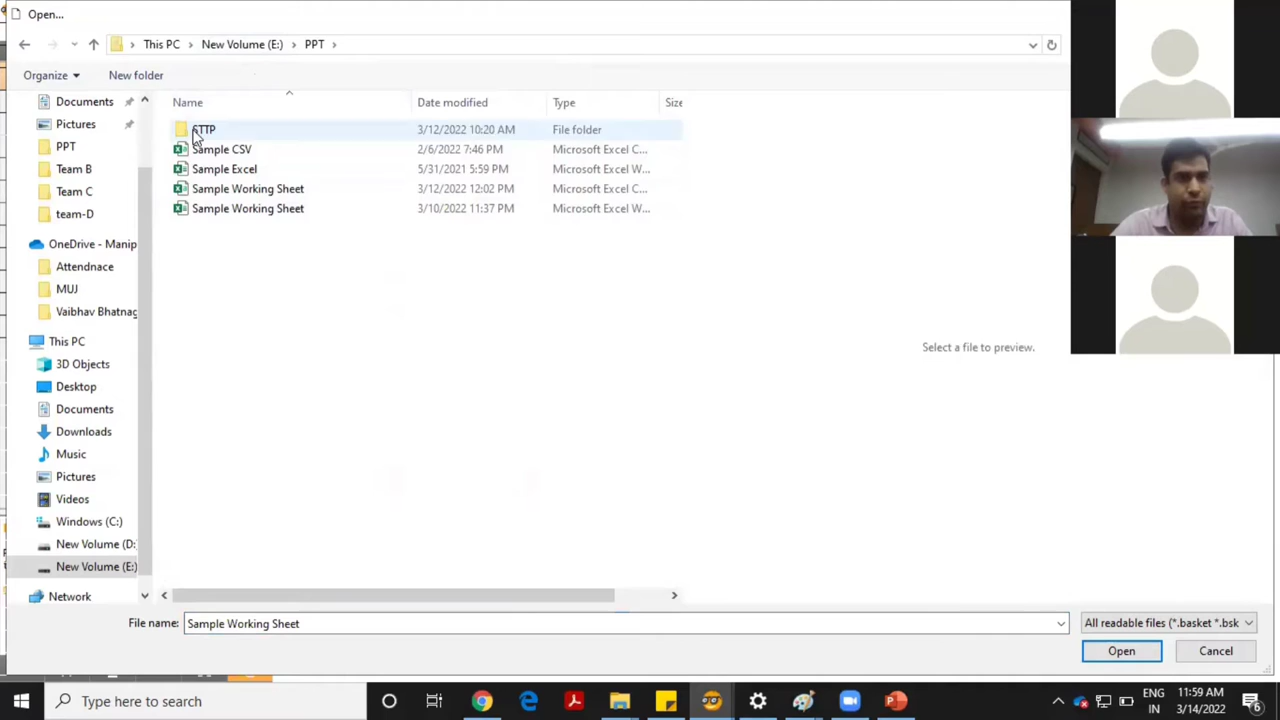 Open...
This PC > New Volume (E:) > PPT >
Organize
New folder
Name
Date modified
Type
Size
STTP 3/12/2022 10:20 AM File folder
Sample CSV 2/6/2022 7:46 PM Microsoft Excel C...
Sample Excel 5/31/2021 5:59 PM Microsoft Excel W...
Sample Working Sheet 3/12/2022 12:02 PM Microsoft Excel C...
Sample Working Sheet 3/10/2022 11:37 PM Microsoft Excel W...
Documents
Pictures
PPT
Team B
Team C
team-D
OneDrive - Manip
Attendnace
MUJ
Vaibhav Bhatnag
This PC
3D Objects
Desktop
Documents
Downloads
Music
Pictures
Videos
Windows (C:)
New Volume (D:
New Volume (E:)
Network
Select a file to preview.
File name: Sample Working Sheet
All readable files (*.basket *.bsk
Open
Cancel
Type here to search
ENG
IN
11:59 AM
3/14/2022
6